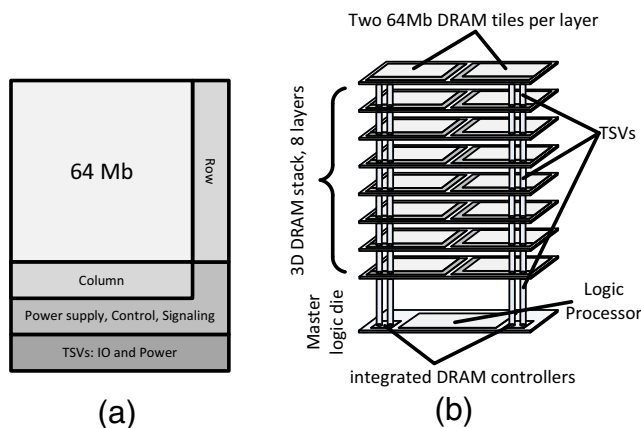 64 Mb
Row
Column
Power supply, Control, Signaling
TSVs: IO and Power
(a)
Two 64Mb DRAM tiles per layer
3D DRAM stack, 8 layers
TSVs
Master
logic die
Logic
Processor
integrated DRAM controllers
(b)